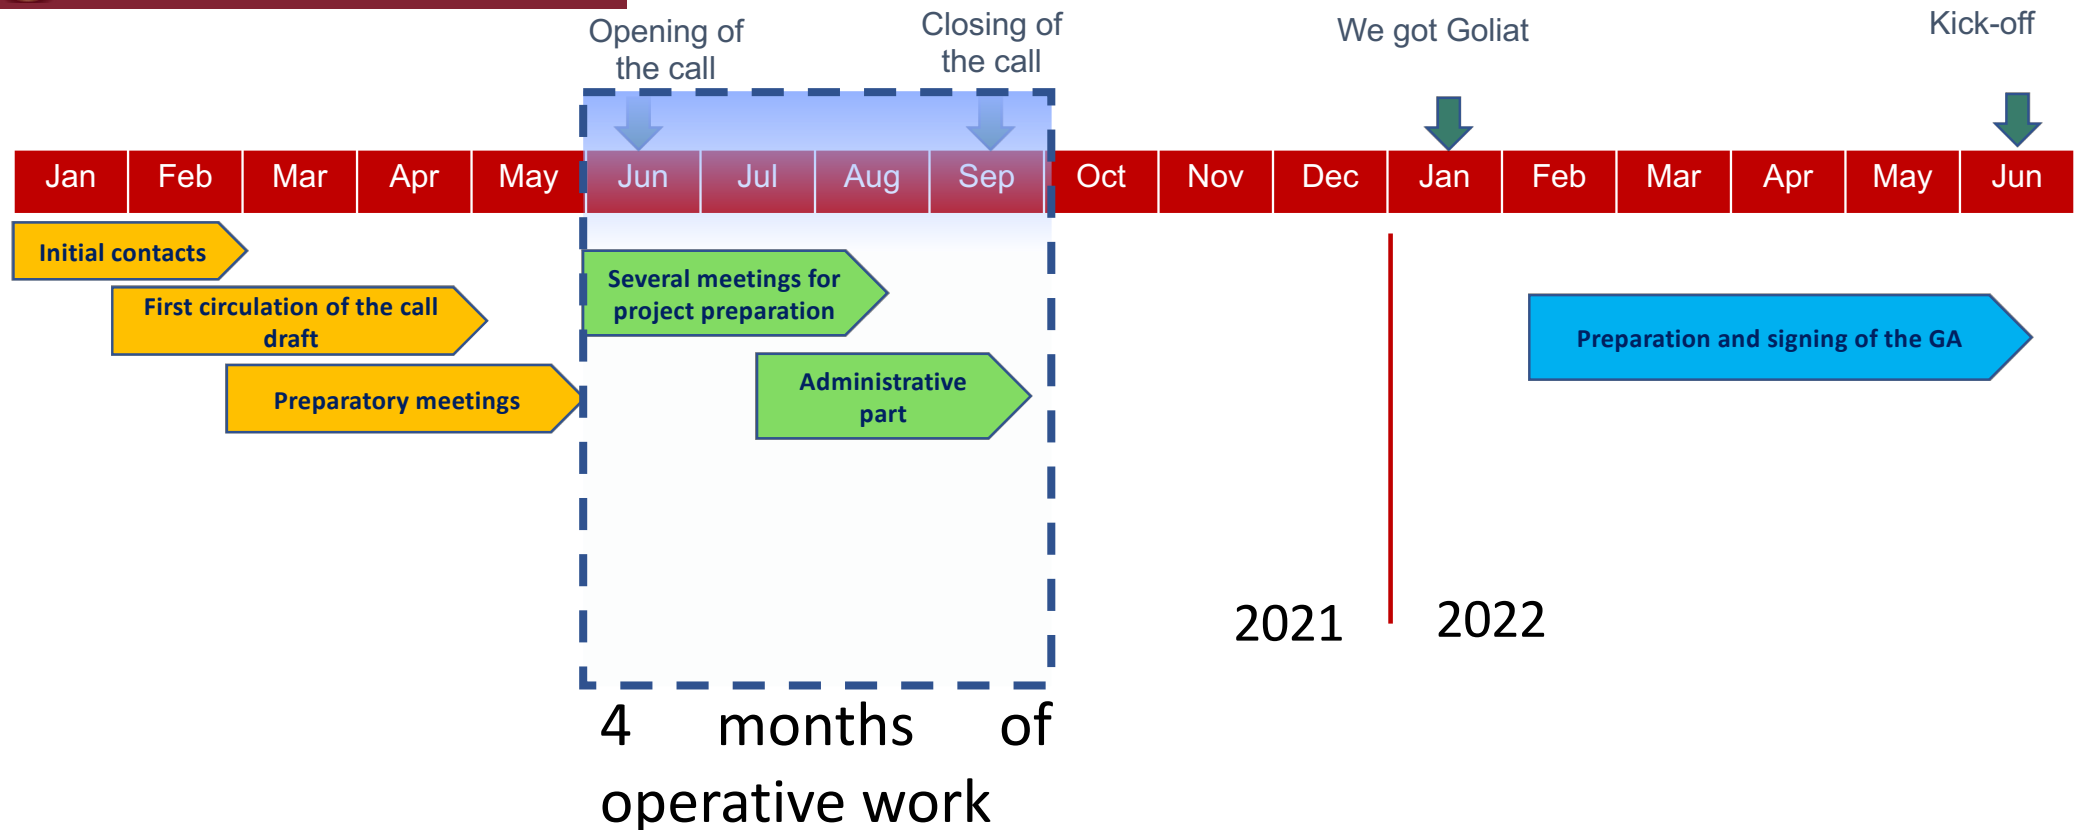 Opening of
the call
Closing of
the call
We got Goliat
Kick-off
Jan Feb Mar Apr May Jun Jul Aug Sep Oct Nov Dec Jan Feb Mar Apr May Jun
Initial contacts
First circulation of the call
draft
Preparatory meetings
Several meetings for
project preparation
Administrative
part
Preparation and signing of the GA
2021
2022
4 months of
operative work